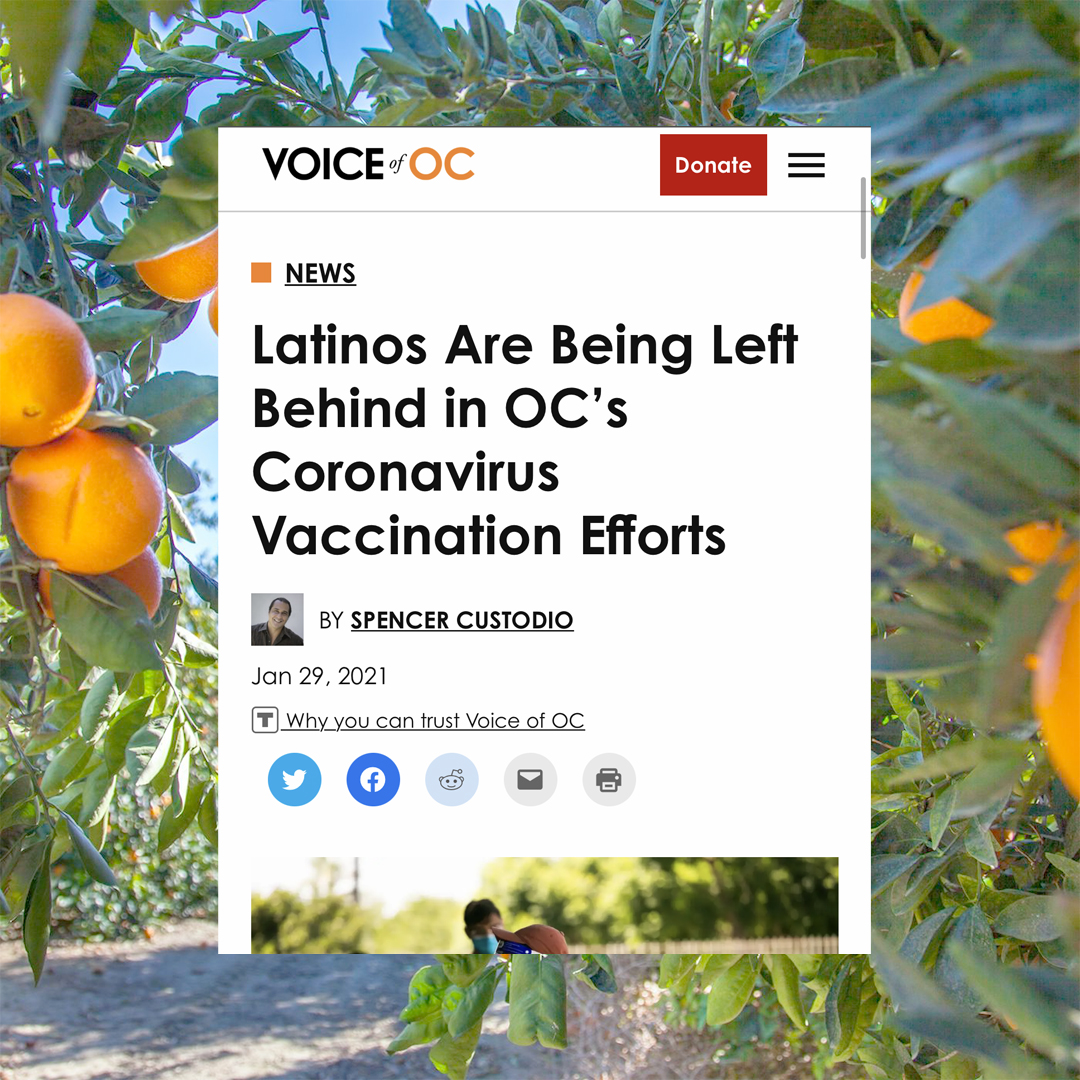 VOICE of OC
Donate
NEWS
Latinos Are Being Left
Behind in OC’s
Coronavirus
Vaccination Efforts
BY SPENCER CUSTODIO
Jan 29, 2021
T Why you can trust Voice of OC